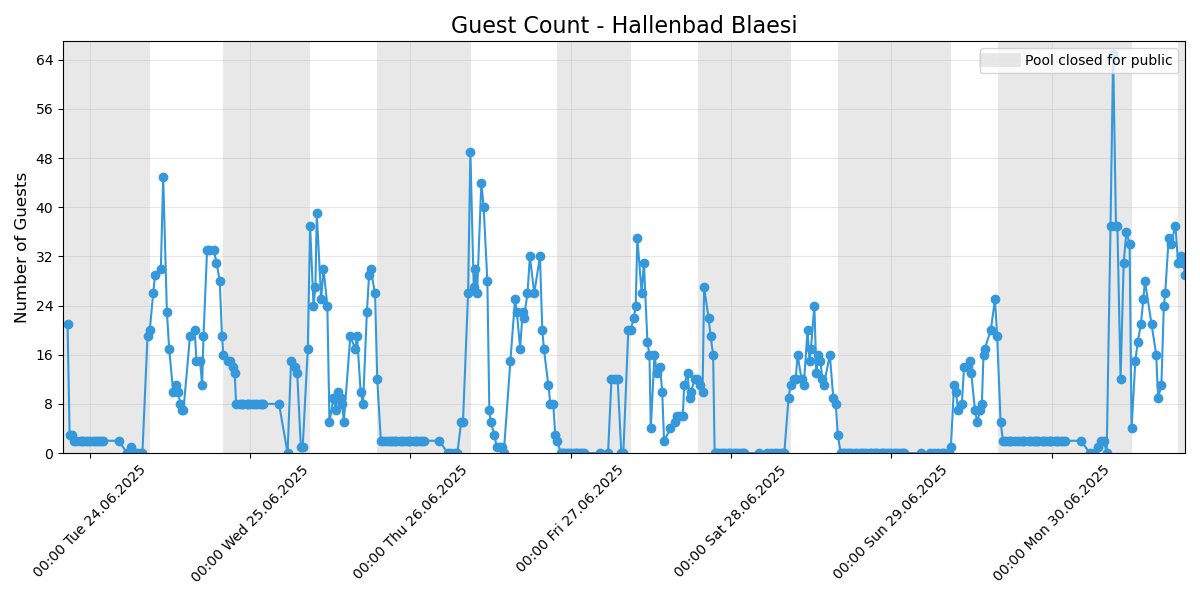 Guest Count - Hallenbad Blaesi
Pool closed for public
Number of Guests
64
56
48
40
32
24
16
8
0
00:00 Tue 24.06.2025
00:00 Wed 25.06.2025
00:00 Thu 26.06.2025
00:00 Fri 27.06.2025
00:00 Sat 28.06.2025
00:00 Sun 29.06.2025
00:00 Mon 30.06.2025